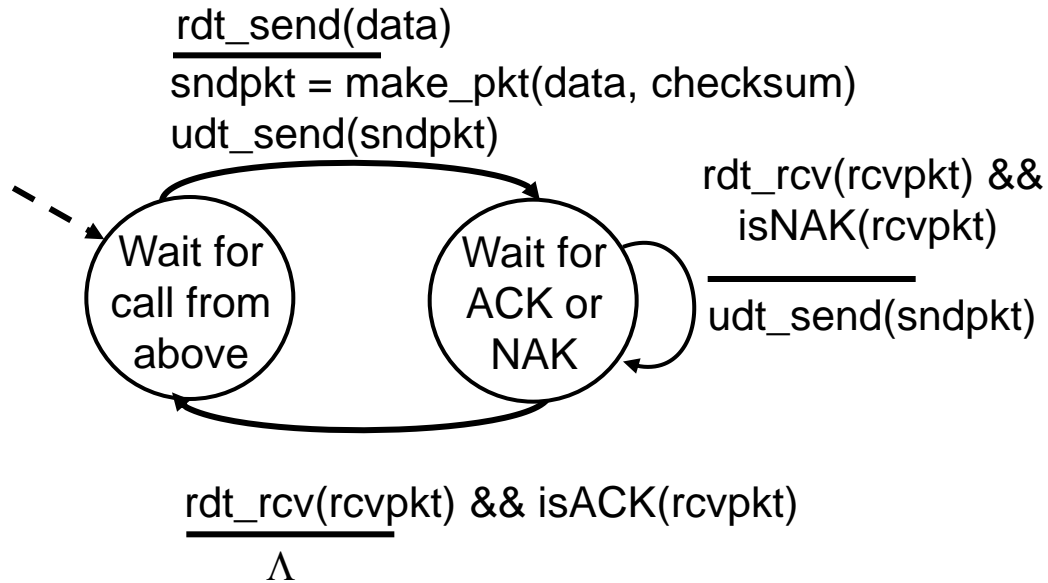 rdt_send(data)
sndpkt = make_pkt(data, checksum)
udt_send(sndpkt)
rdt_rcv(rcvpkt) &&
isNAK(rcvpkt)
Wait for
call from
above
Wait for
ACK or
NAK
udt_send(sndpkt)
rdt_rcv(rcvpkt) && isACK(rcvpkt)
Λ